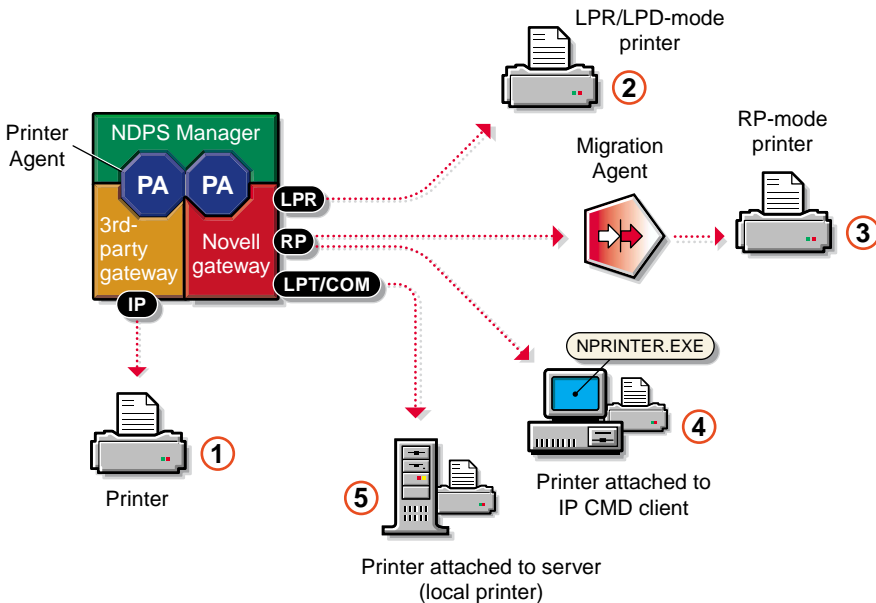 LPR/LPD-mode
printer
2
RP-mode
printer
3
Migration
Agent
Printer
Agent
NDPS Manager
PA
PA
3rd-
party
gateway
Novell
gateway
LPR
RP
LPT/COM
IP
NPRINTER.EXE
4
Printer attached to
IP CMD client
1
Printer
5
Printer attached to server
(local printer)